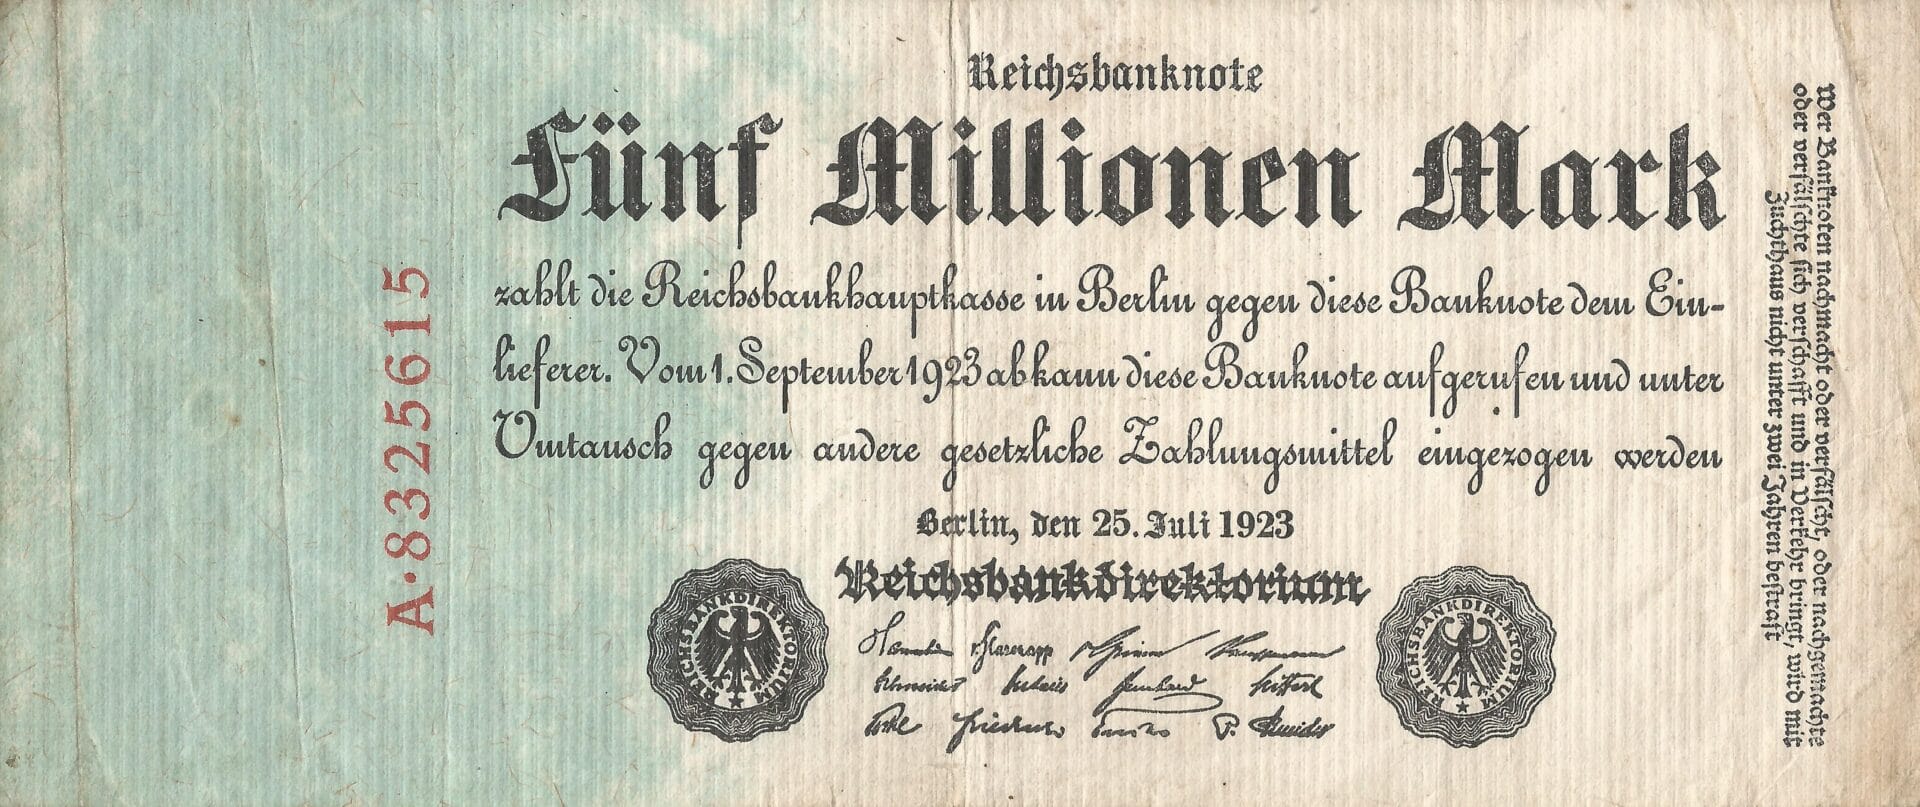 Reichsbanknote
Fünf Millionen Mark
zahlt die Reichsbankhauptkasse in Berlin gegen diese Banknote dem Ein-
lieferer. Vom 1. September 1923 ab kann diese Banknote aufgerufen und unter
Umtausch gegen andere gesetzliche Zahlungsmittel eingezogen werden
Berlin, den 25. Juli 1923
Reichsbankdirektorium
REICHSBANKDIREKTORIUM
REICHSBANKDIREKTORIUM
A·8325615
Wer Banknoten nachmacht oder verfälscht, oder nachgemachte
oder verfälschte sich verschafft und in Verkehr bringt, wird mit
Zuchthaus nicht unter zwei Jahren bestraft